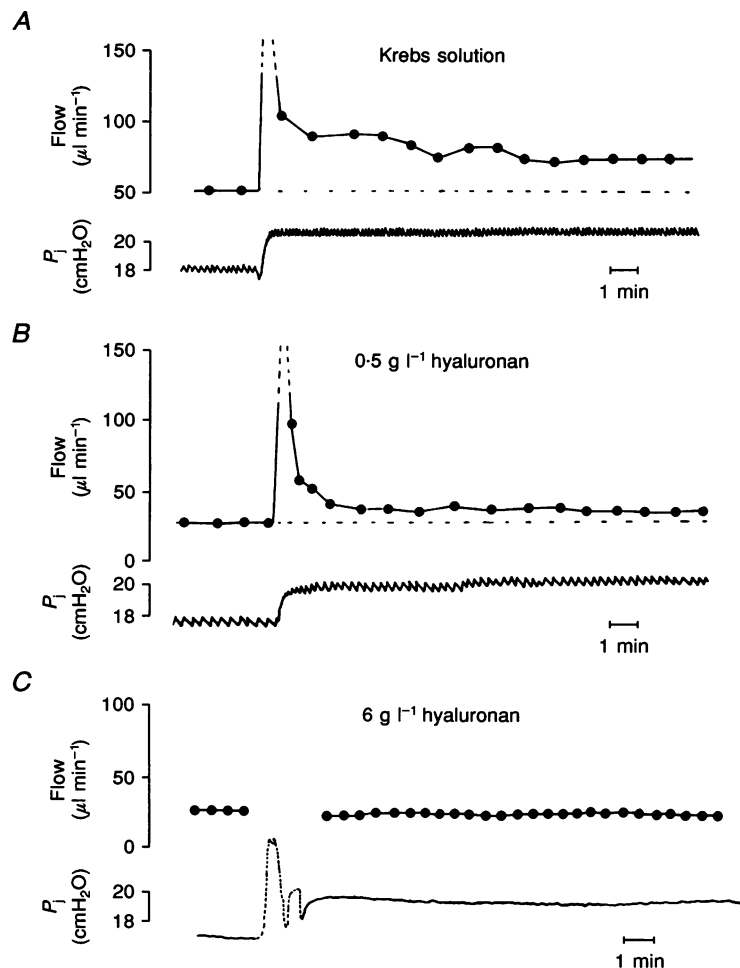 A
Krebs solution
Flow
(μl min⁻¹)
150
100
50
Pj
(cmH₂O)
20
18
1 min
B
0·5 g l⁻¹ hyaluronan
Flow
(μl min⁻¹)
150
100
50
0
Pj
(cmH₂O)
20
18
1 min
C
6 g l⁻¹ hyaluronan
Flow
(μl min⁻¹)
100
50
0
Pj
(cmH₂O)
20
18
1 min